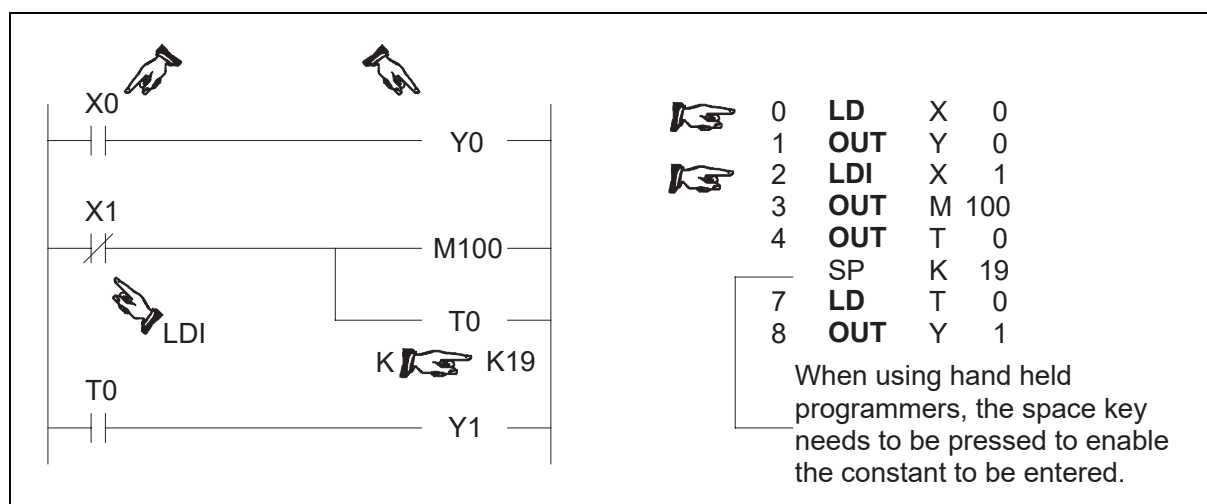 X0
Y0
X1
M100
LDI
T0
K K19
T0
Y1
0 LD X 0
1 OUT Y 0
2 LDI X 1
3 OUT M 100
4 OUT T 0
SP K 19
7 LD T 0
8 OUT Y 1
When using hand held
programmers, the space key
needs to be pressed to enable
the constant to be entered.